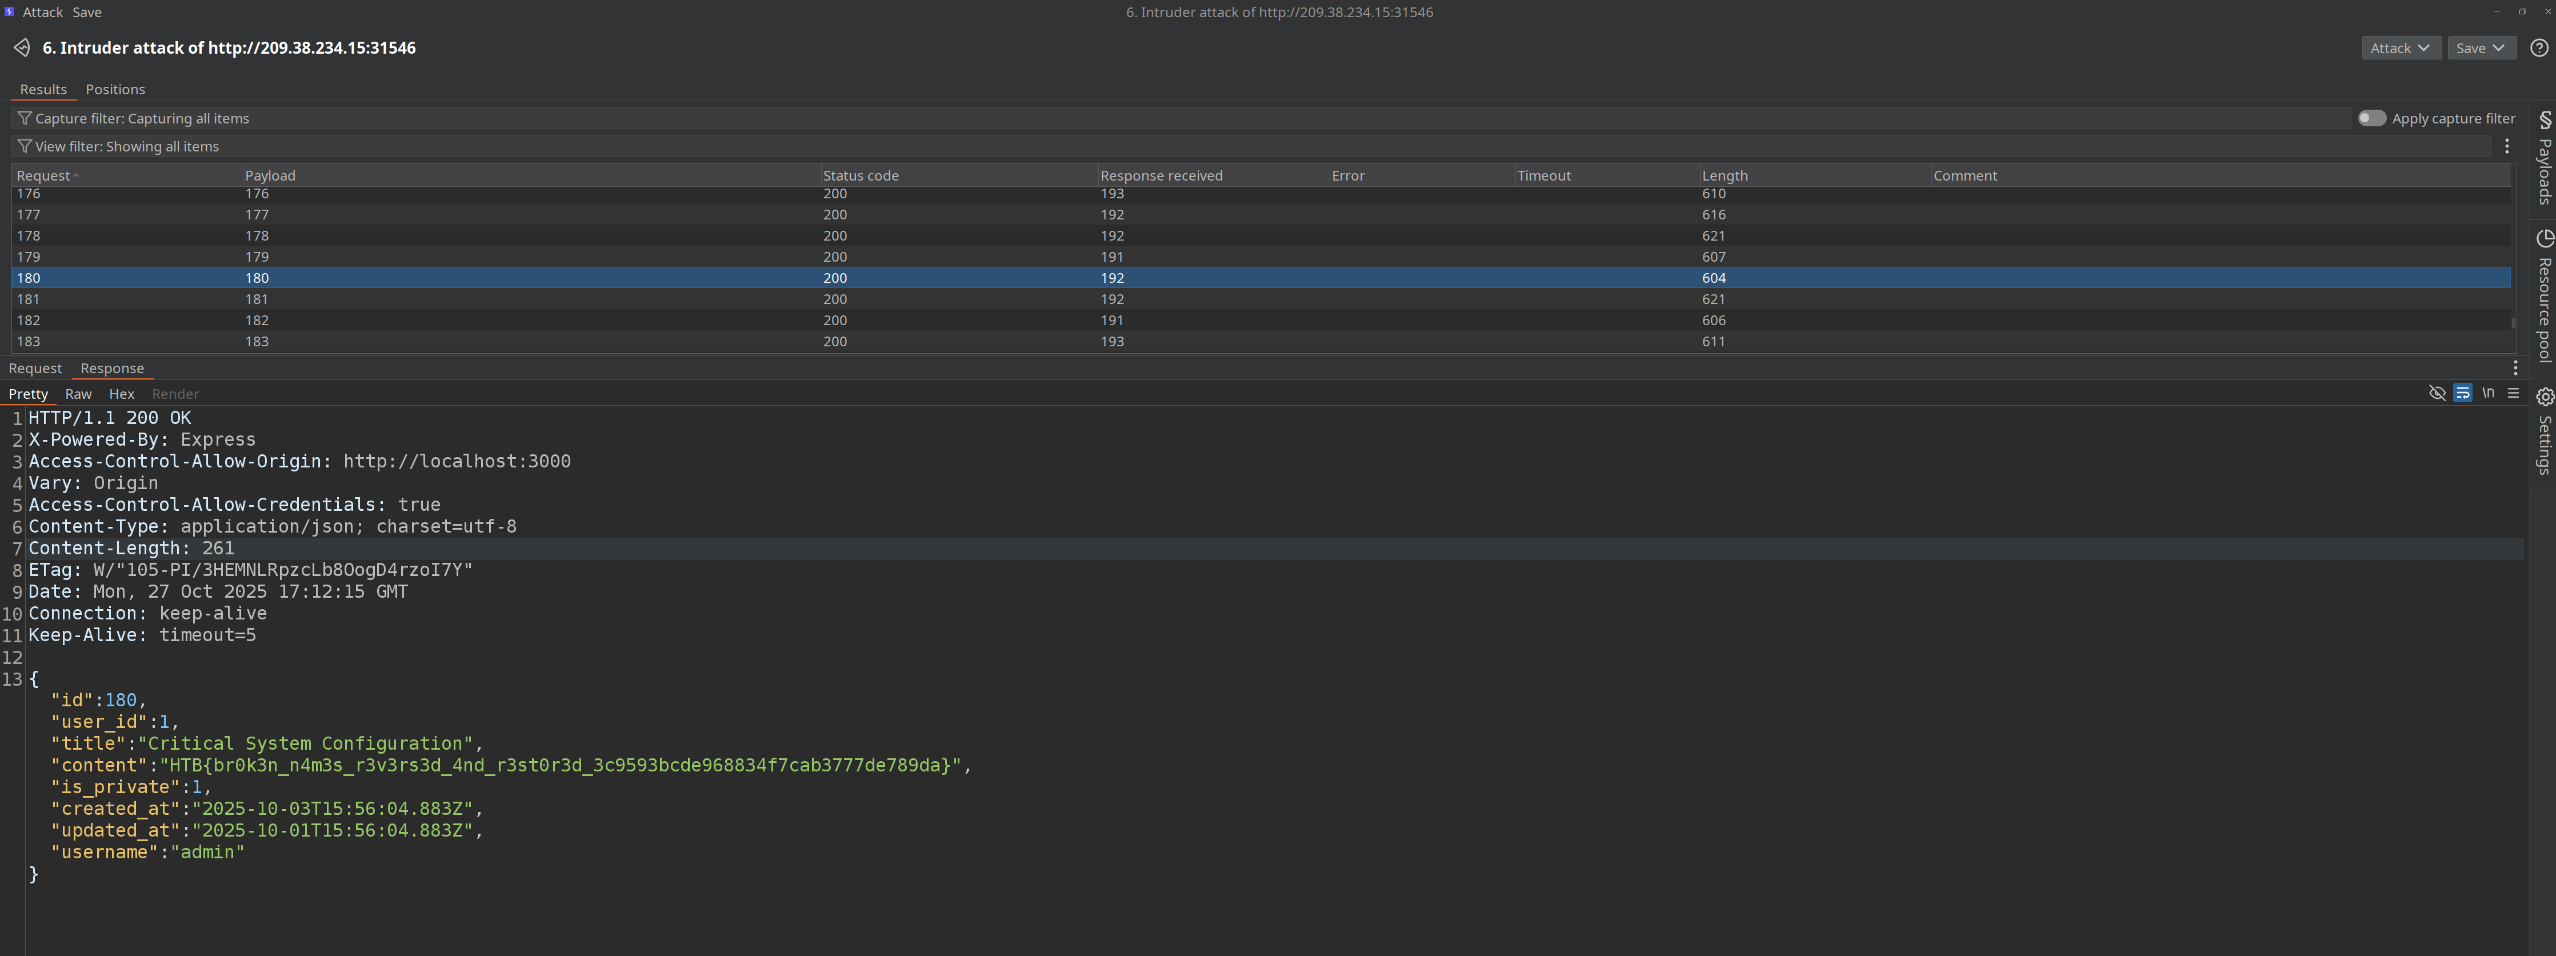 Attack Save 6. Intruder attack of http://209.38.234.15:31546
6. Intruder attack of http://209.38.234.15:31546 Attack Save
Results Positions
Capture filter: Capturing all items Apply capture filter
View filter: Showing all items
Request Payload Status code Response received Error Timeout Length Comment
176 176 200 193 610
177 177 200 192 616
178 178 200 192 621
179 179 200 191 607
180 180 200 192 604
181 181 200 192 621
182 182 200 191 606
183 183 200 193 611
Payloads
Resource pool
Settings
Request Response
Pretty Raw Hex Render \n
1 HTTP/1.1 200 OK
2 X-Powered-By: Express
3 Access-Control-Allow-Origin: http://localhost:3000
4 Vary: Origin
5 Access-Control-Allow-Credentials: true
6 Content-Type: application/json; charset=utf-8
7 Content-Length: 261
8 ETag: W/"105-PI/3HEMNLRpzcLb8OogD4rzoI7Y"
9 Date: Mon, 27 Oct 2025 17:12:15 GMT
10 Connection: keep-alive
11 Keep-Alive: timeout=5
12
13 {
"id":180,
"user_id":1,
"title":"Critical System Configuration",
"content":"HTB{br0k3n_n4m3s_r3v3rs3d_4nd_r3st0r3d_3c9593bcde968834f7cab3777de789da}",
"is_private":1,
"created_at":"2025-10-03T15:56:04.883Z",
"updated_at":"2025-10-01T15:56:04.883Z",
"username":"admin"
}